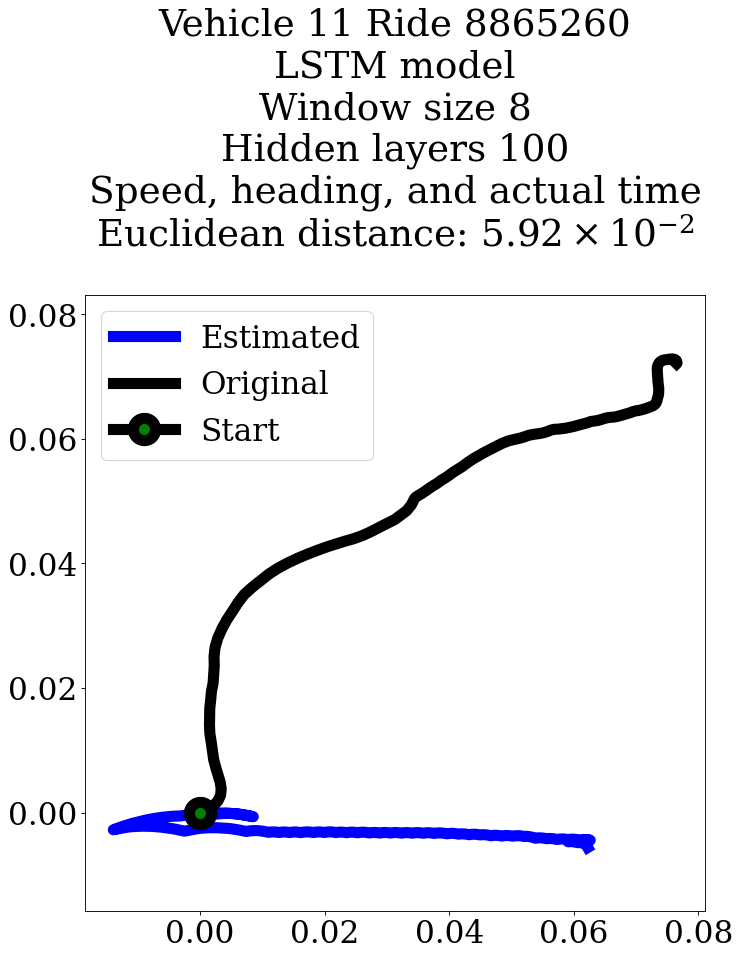 Vehicle 11 Ride 8865260
LSTM model
Window size 8
Hidden layers 100
Speed, heading, and actual time
Euclidean distance: 5.92 × 10⁻²
0.08
0.06
0.04
0.02
0.00
Estimated
Original
Start
0.00 0.02 0.04 0.06 0.08